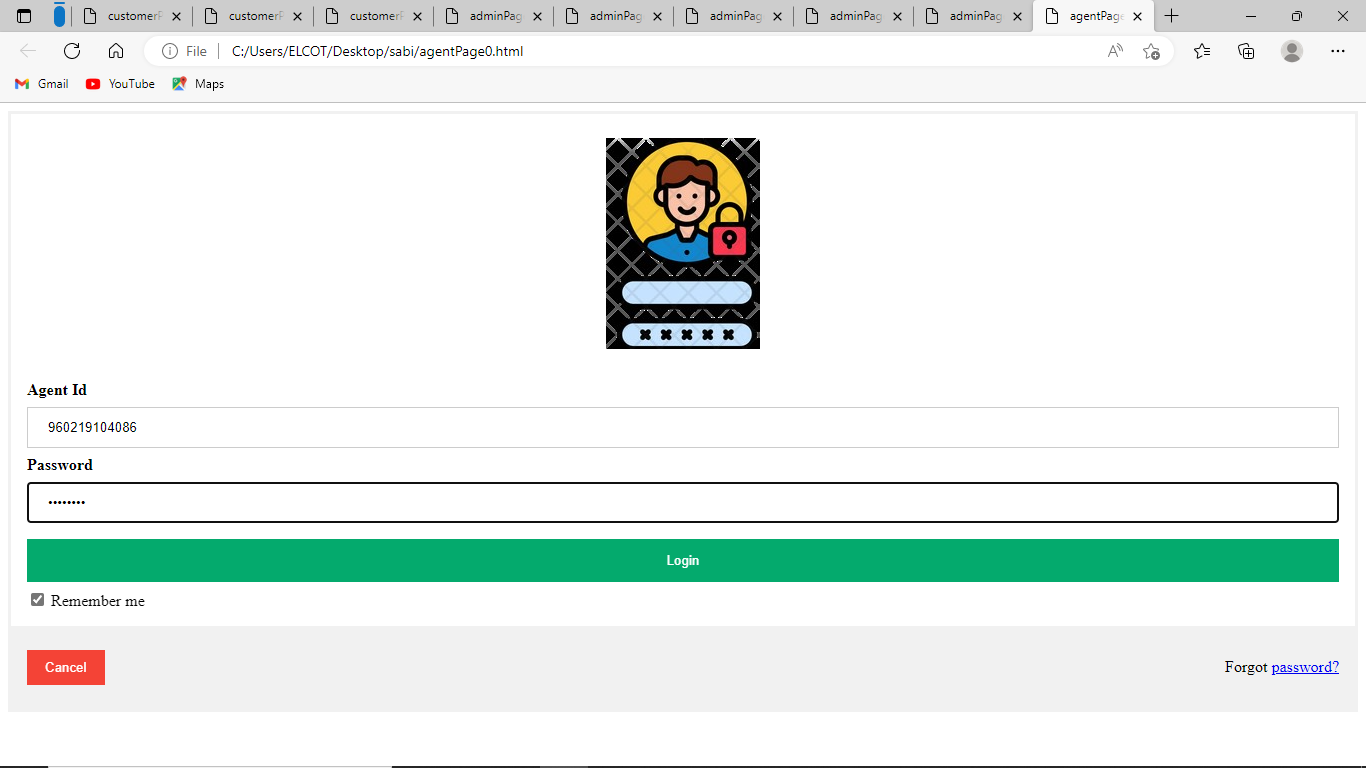 customerP customerP customerP adminPag adminPag adminPag adminPag adminPag agentPage
File C:/Users/ELCOT/Desktop/sabi/agentPage0.html
Gmail YouTube Maps
Agent Id
960219104086
Password
••••••••
Login
Remember me
Cancel Forgot password?